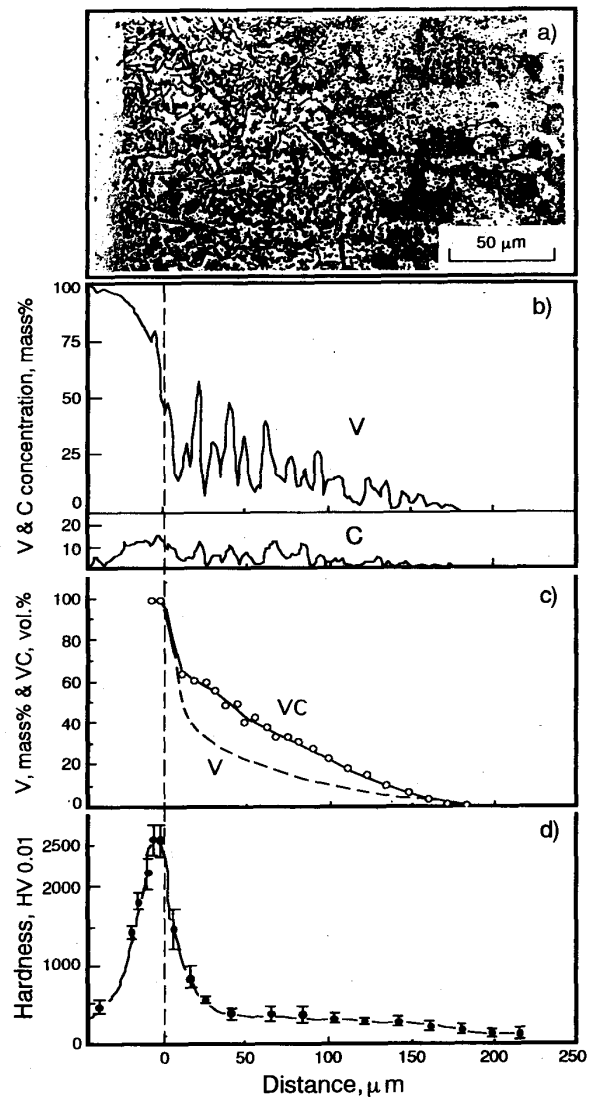 a)
50 μm
b)
V & C concentration, mass%
100
75
50
25
0
V
20
10
C
c)
V, mass% & VC, vol.%
100
80
60
40
20
0
VC
V
d)
Hardness, HV 0.01
2500
2000
1000
0
0
50
100
150
200
250
Distance, μm